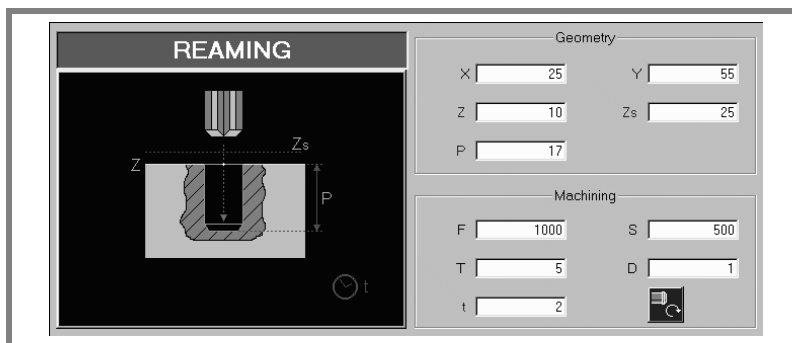 REAMING
Zs
Z
P
t
Geometry
X 25 Y 55
Z 10 Zs 25
P 17
Machining
F 1000 S 500
T 5 D 1
t 2